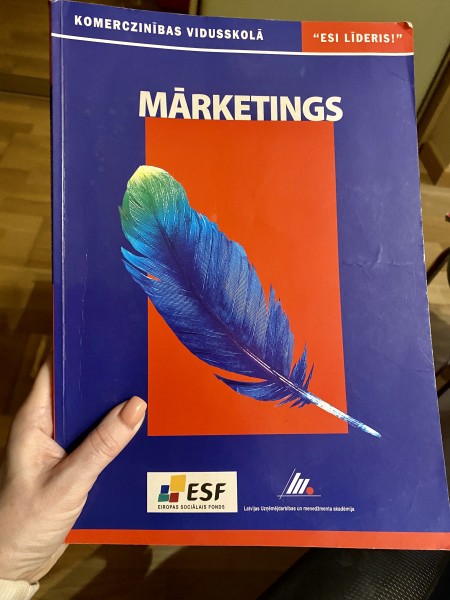 KOMERCZINĪBAS VIDUSSKOLĀ
"ESI LĪDERIS!"
MĀRKETINGS
ESF
EIROPAS SOCIĀLAIS FONDS
Latvijas Uzņēmējdarbības un menedžmenta akadēmija